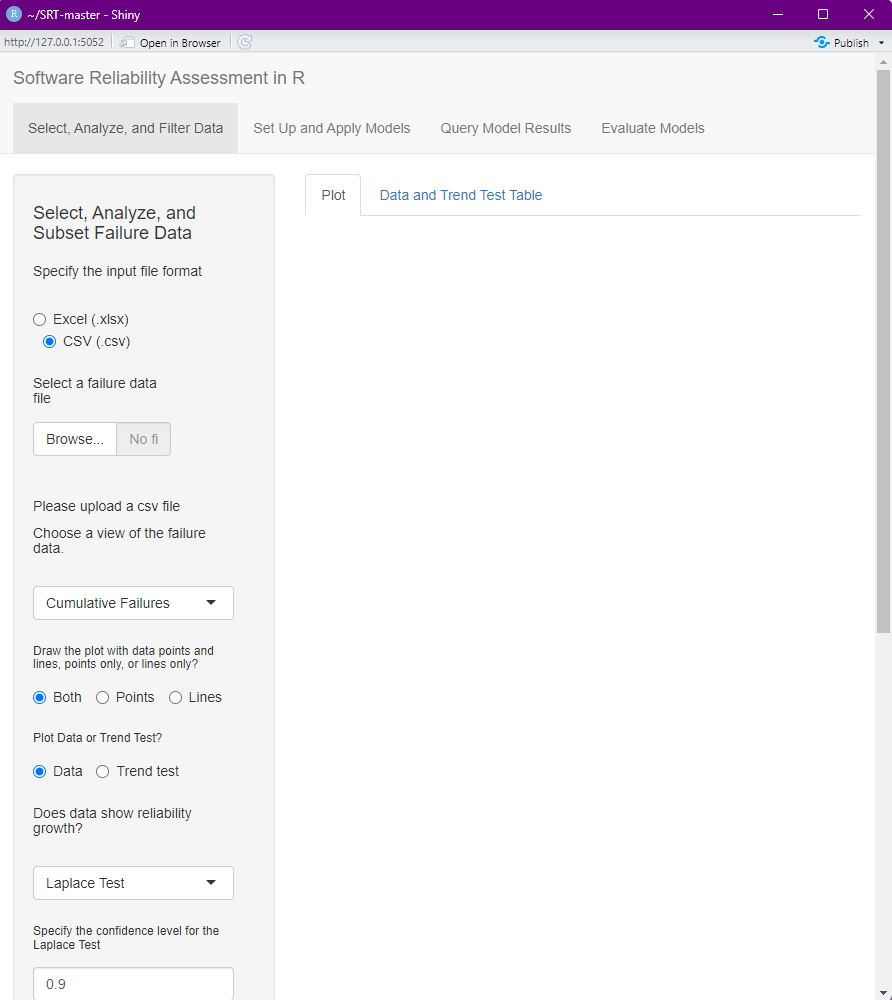 R ~/SRT-master - Shiny
http://127.0.0.1:5052 Open in Browser Publish
Software Reliability Assessment in R
Select, Analyze, and Filter Data Set Up and Apply Models Query Model Results Evaluate Models
Plot Data and Trend Test Table
Select, Analyze, and
Subset Failure Data
Specify the input file format
Excel (.xlsx)
CSV (.csv)
Select a failure data
file
Browse... No fi
Please upload a csv file
Choose a view of the failure
data.
Cumulative Failures
Draw the plot with data points and
lines, points only, or lines only?
Both Points Lines
Plot Data or Trend Test?
Data Trend test
Does data show reliability
growth?
Laplace Test
Specify the confidence level for the
Laplace Test
0.9